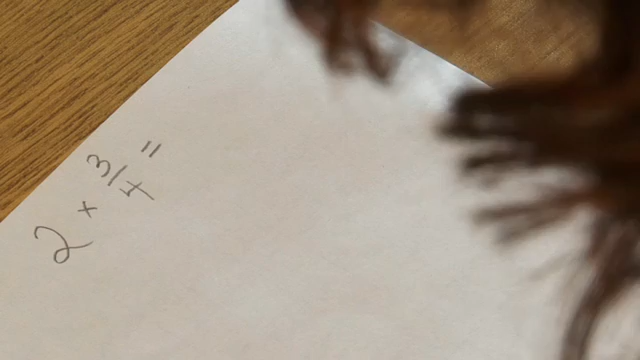 2 × 3/4 =